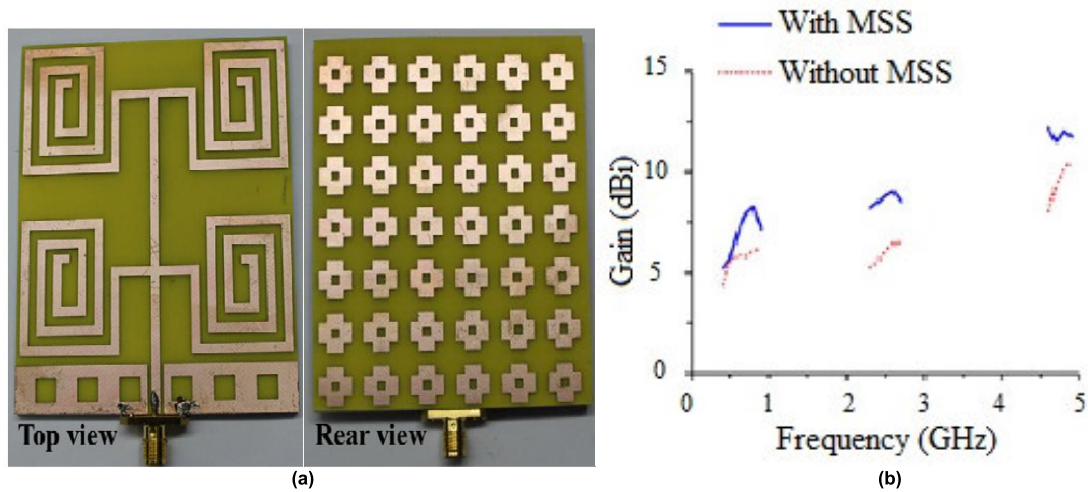 Top view
Rear view
(a)
With MSS
Without MSS
15
10
5
0
Gain (dBi)
0 1 2 3 4 5
Frequency (GHz)
(b)